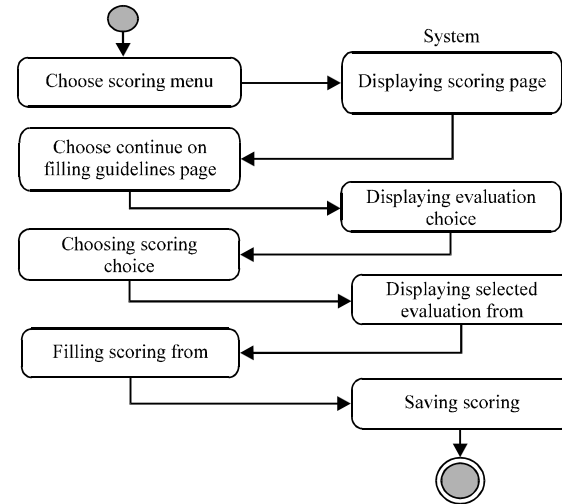 System
Choose scoring menu
Displaying scoring page
Choose continue on
filling guidelines page
Displaying evaluation
choice
Choosing scoring
choice
Displaying selected
evaluation from
Filling scoring from
Saving scoring